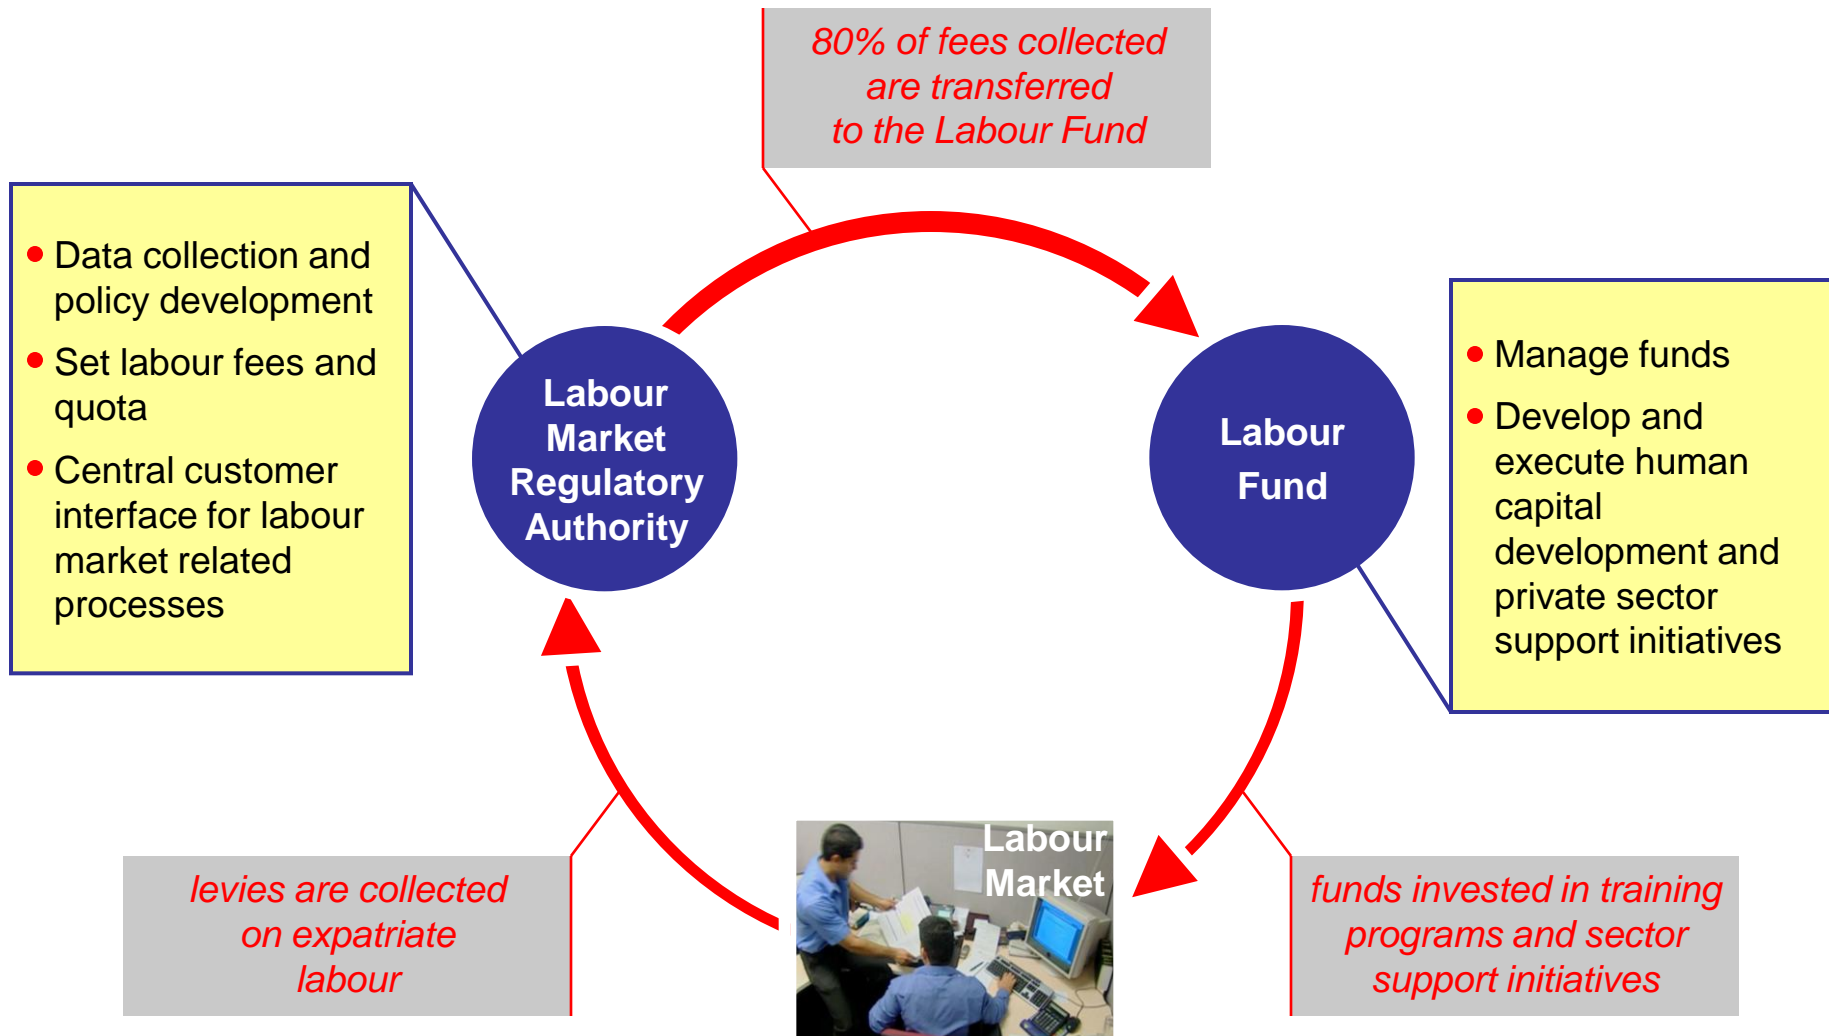 80% of fees collected
are transferred
to the Labour Fund
Data collection and
policy development
Set labour fees and
quota
Central customer
interface for labour
market related
processes
Labour
Market
Regulatory
Authority
Labour
Fund
Manage funds
Develop and
execute human
capital
development and
private sector
support initiatives
Labour
Market
levies are collected
on expatriate
labour
funds invested in training
programs and sector
support initiatives